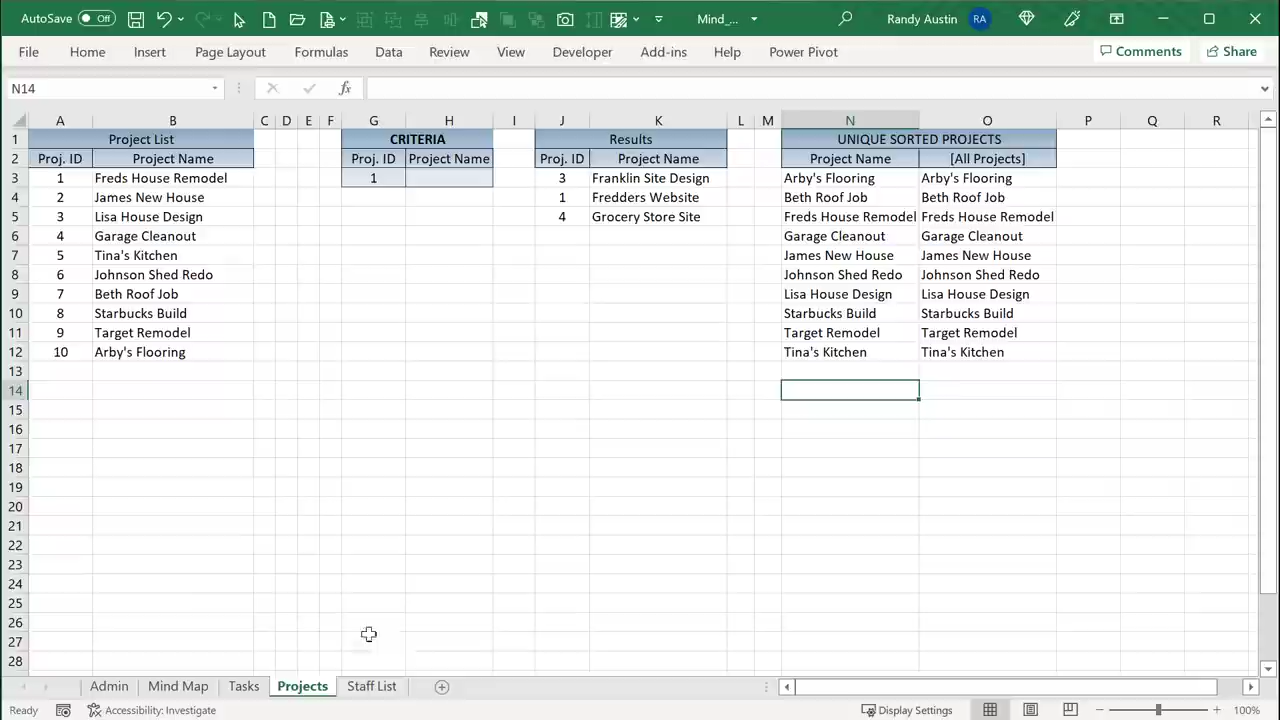 AutoSave Off Mind_... Randy Austin RA
File Home Insert Page Layout Formulas Data Review View Developer Add-ins Help Power Pivot Comments Share
N14 fx
A B C D E F G H I J K L M N O P Q R
1 Project List CRITERIA Results UNIQUE SORTED PROJECTS
2 Proj. ID Project Name Proj. ID Project Name Proj. ID Project Name Project Name [All Projects]
3 1 Freds House Remodel 1 3 Franklin Site Design Arby's Flooring Arby's Flooring
4 2 James New House 1 Fredders Website Beth Roof Job Beth Roof Job
5 3 Lisa House Design 4 Grocery Store Site Freds House Remodel Freds House Remodel
6 4 Garage Cleanout Garage Cleanout Garage Cleanout
7 5 Tina's Kitchen James New House James New House
8 6 Johnson Shed Redo Johnson Shed Redo Johnson Shed Redo
9 7 Beth Roof Job Lisa House Design Lisa House Design
10 8 Starbucks Build Starbucks Build Starbucks Build
11 9 Target Remodel Target Remodel Target Remodel
12 10 Arby's Flooring Tina's Kitchen Tina's Kitchen
13
14
15
16
17
18
19
20
21
22
23
24
25
26
27
28
Admin Mind Map Tasks Projects Staff List
Ready Accessibility: Investigate Display Settings 100%